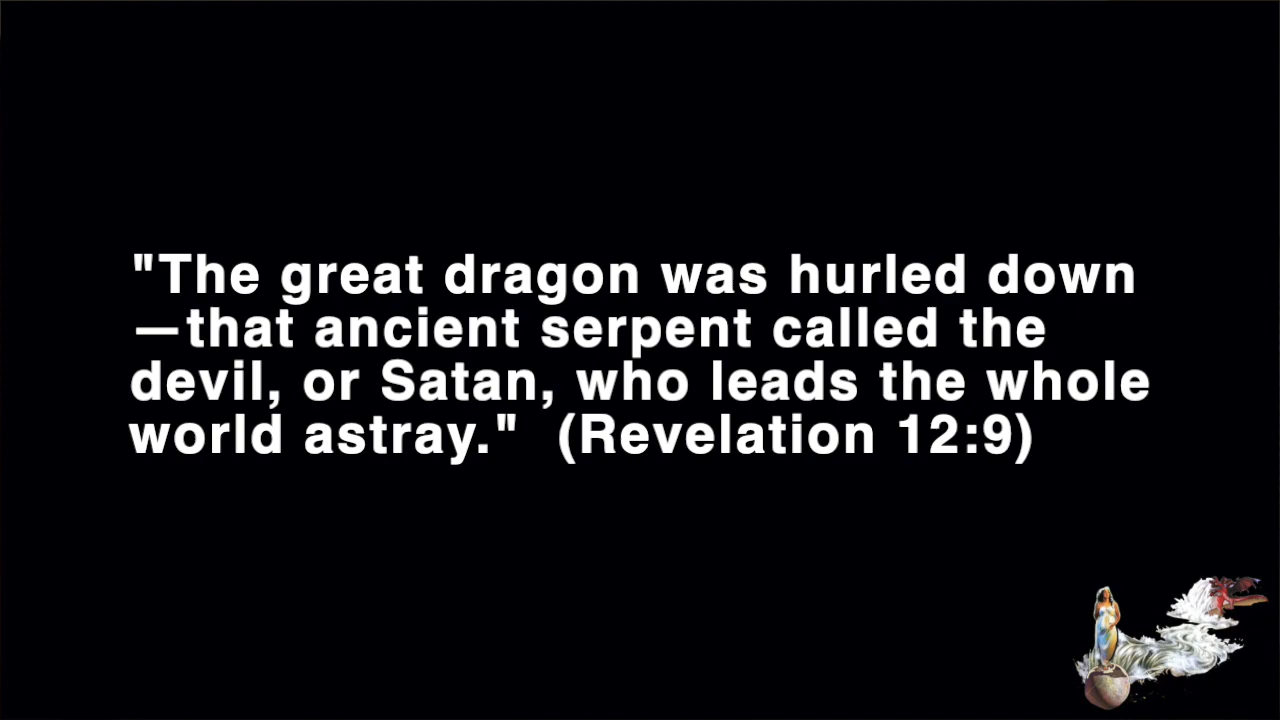 "The great dragon was hurled down
—that ancient serpent called the
devil, or Satan, who leads the whole
world astray."  (Revelation 12:9)